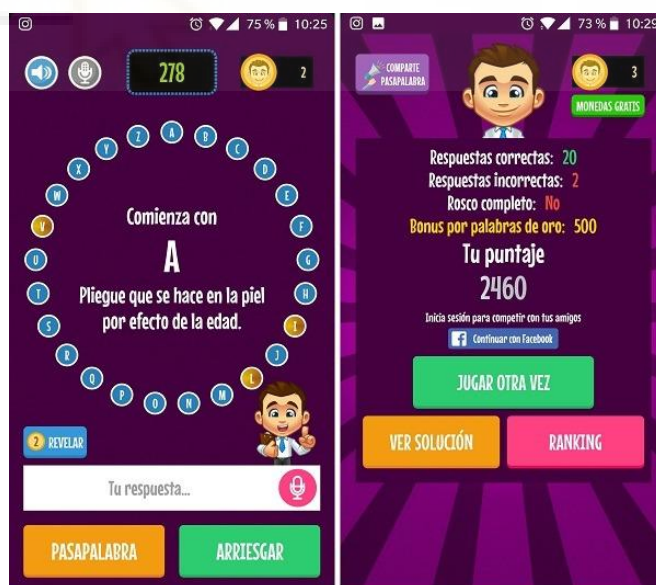 75 % 10:25
278
2
A
B
C
D
E
F
G
H
I
J
L
M
N
O
P
Q
R
S
T
U
V
W
X
Y
Z
Comienza con
A
Pliegue que se hace en la piel
por efecto de la edad.
2 REVELAR
Tu respuesta...
PASAPALABRA
ARRIESGAR
73 % 10:29
COMPARTE
PASAPALABRA
3
MONEDAS GRATIS
Respuestas correctas: 20
Respuestas incorrectas: 2
Rosco completo: No
Bonus por palabras de oro: 500
Tu puntaje
2460
Inicia sesión para competir con tus amigos
f Continuar con Facebook
JUGAR OTRA VEZ
VER SOLUCIÓN
RANKING